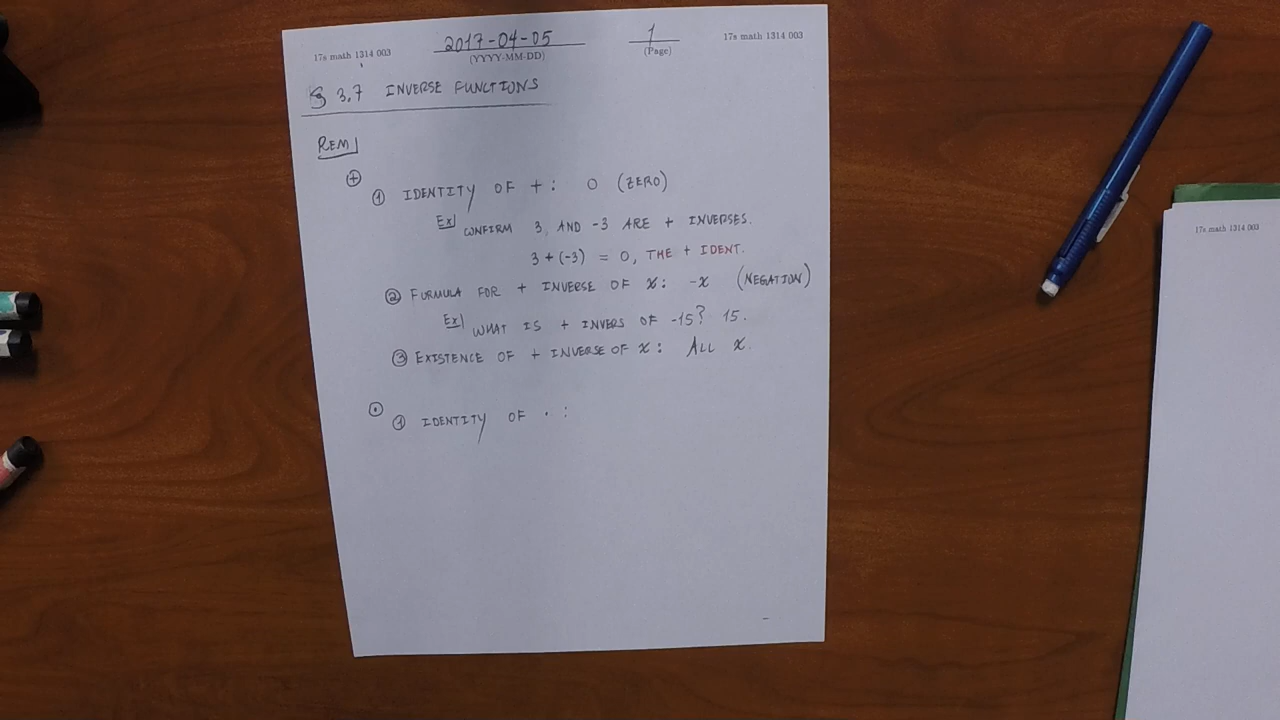 17s math 1314 003 2017-04-05 1 17s math 1314 003
(YYYY-MM-DD) (Page)
§ 3.7 INVERSE FUNCTIONS
REM
⊕
① IDENTITY OF + : 0 (ZERO)
EX CONFIRM 3 AND -3 ARE + INVERSES.
3 + (-3) = 0, THE + IDENT.
② FORMULA FOR + INVERSE OF x: -x (NEGATION)
EX WHAT IS + INVERS OF -15? 15.
③ EXISTENCE OF + INVERSE OF x: ALL x.
⊙
① IDENTITY OF · :
17s math 1314 003